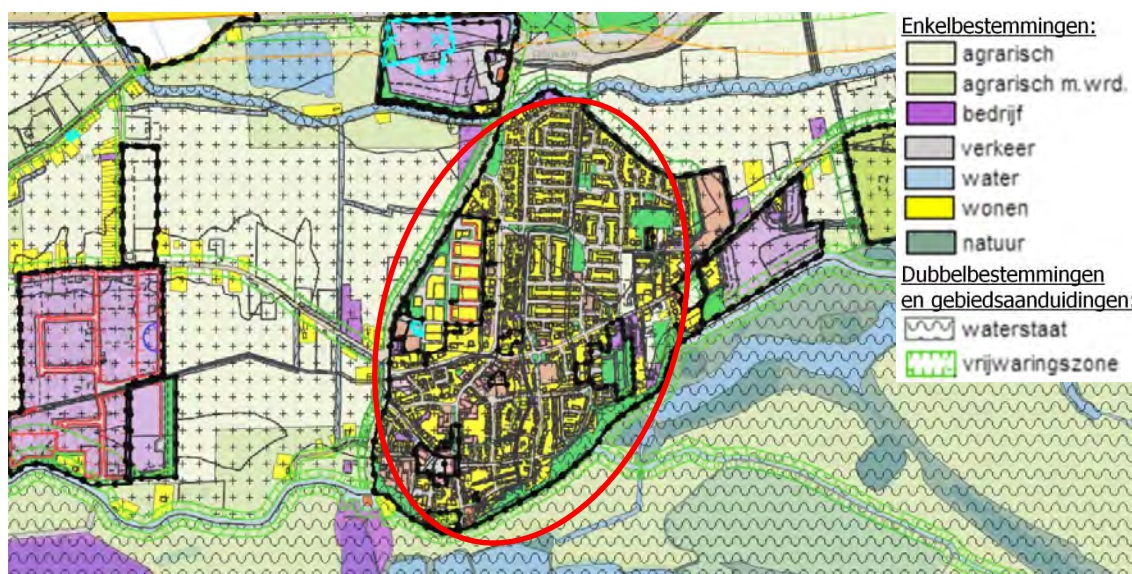 Enkelbestemmingen:
agrarisch
agrarisch m.wrd.
bedrijf
verkeer
water
wonen
natuur
Dubbelbestemmingen
en gebiedsaanduidingen:
waterstaat
vrijwaringszone